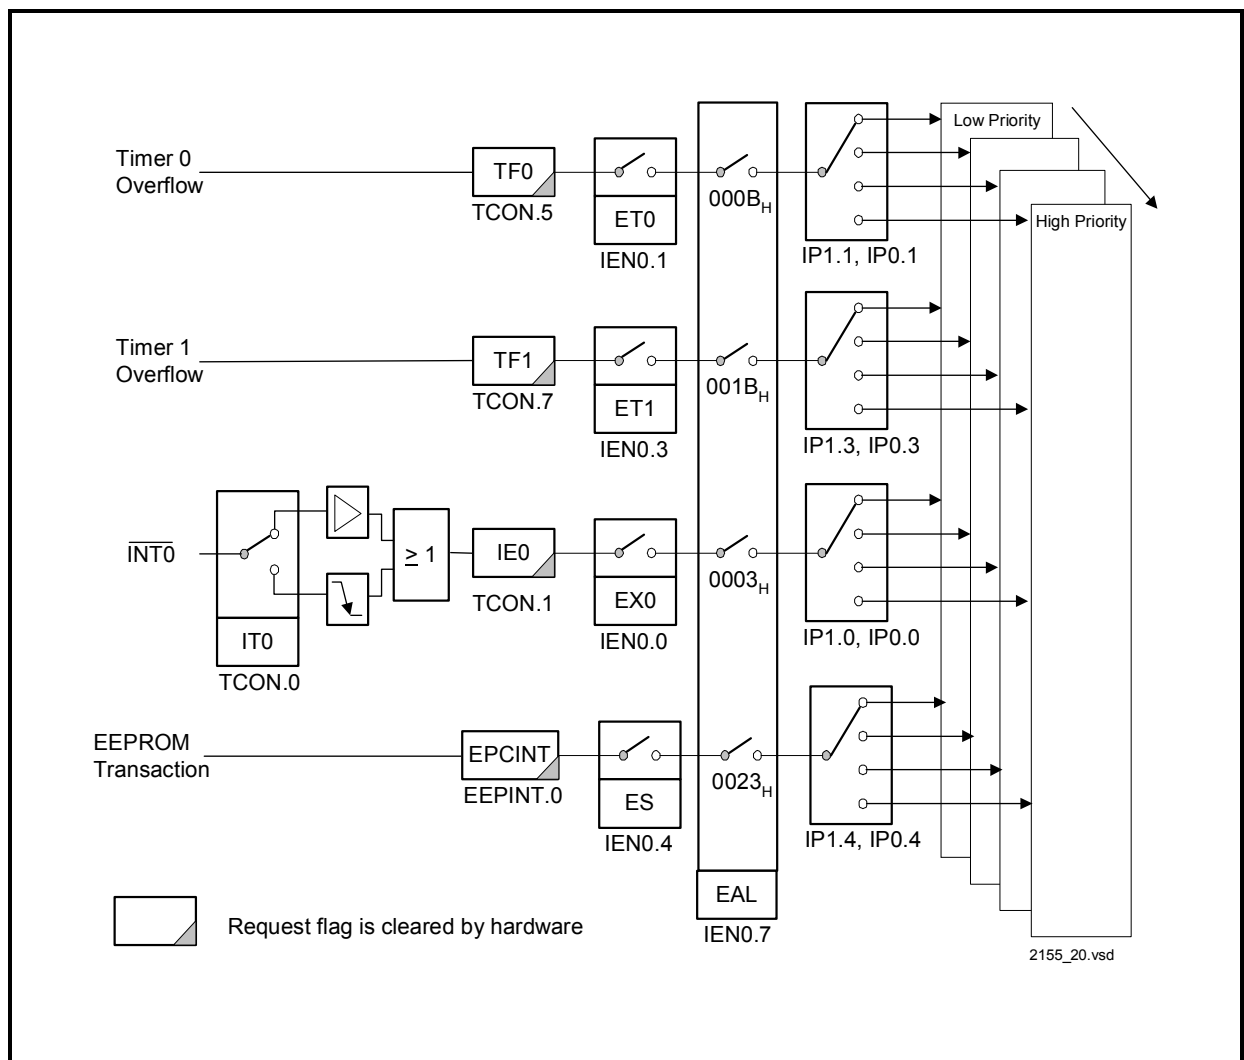 Low Priority
High Priority
Timer 0
Overflow
TF0
TCON.5
ET0
IEN0.1
000BH
IP1.1, IP0.1
Timer 1
Overflow
TF1
TCON.7
ET1
IEN0.3
001BH
IP1.3, IP0.3
INT0
IT0
TCON.0
≥ 1
IE0
TCON.1
EX0
IEN0.0
0003H
IP1.0, IP0.0
EEPROM
Transaction
EPCINT
EEPINT.0
ES
IEN0.4
0023H
IP1.4, IP0.4
EAL
IEN0.7
Request flag is cleared by hardware
2155_20.vsd